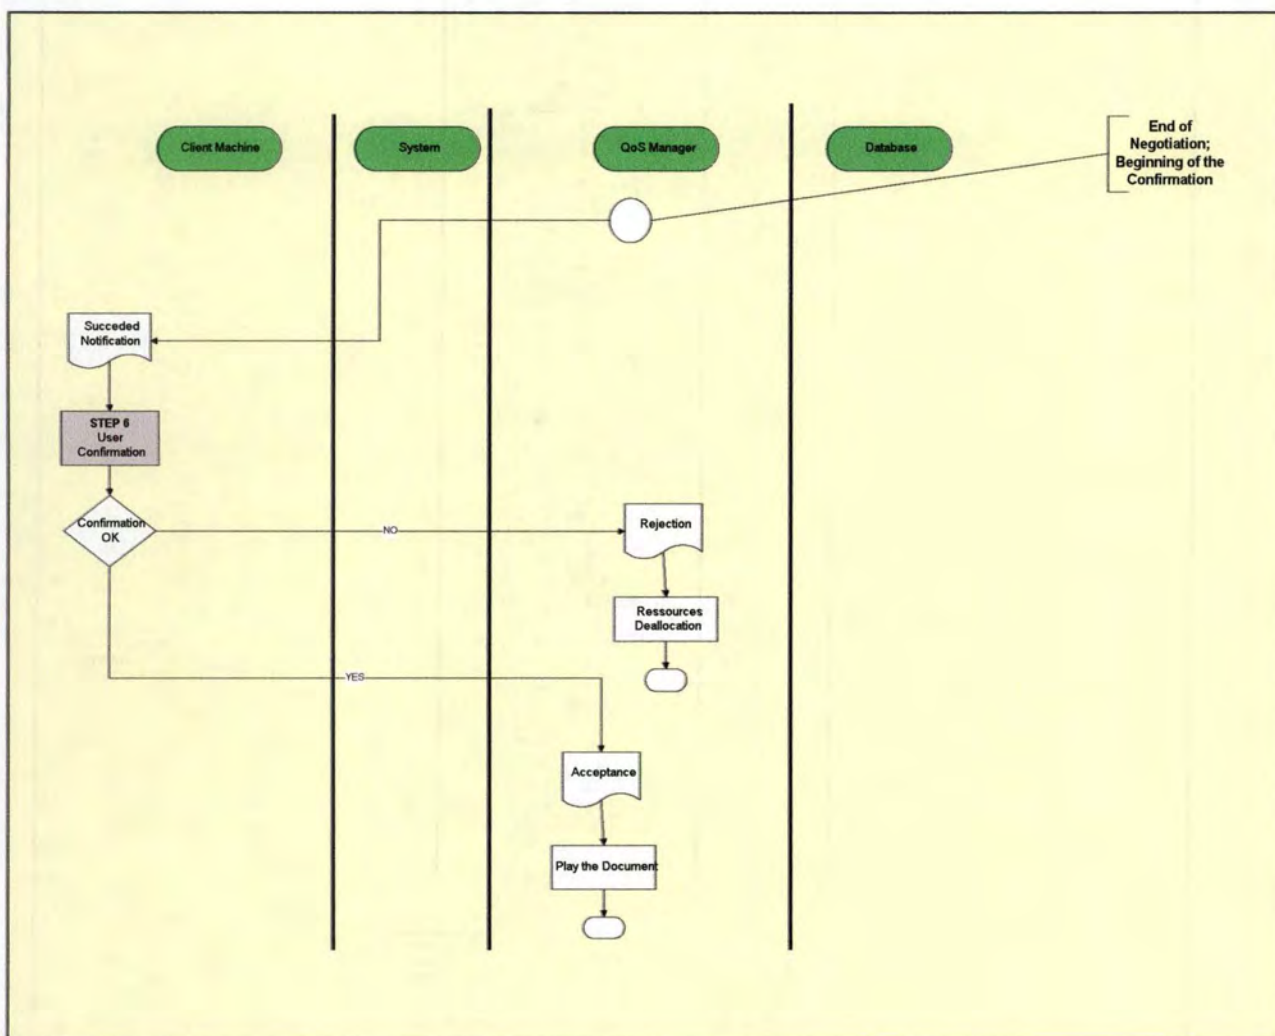 Client Machine
System
QoS Manager
Database
End of
Negotiation;
Beginning of the
Confirmation
Succeded
Notification
STEP 6
User
Confirmation
Confirmation
OK
NO
Rejection
Ressources
Deallocation
YES
Acceptance
Play the Document